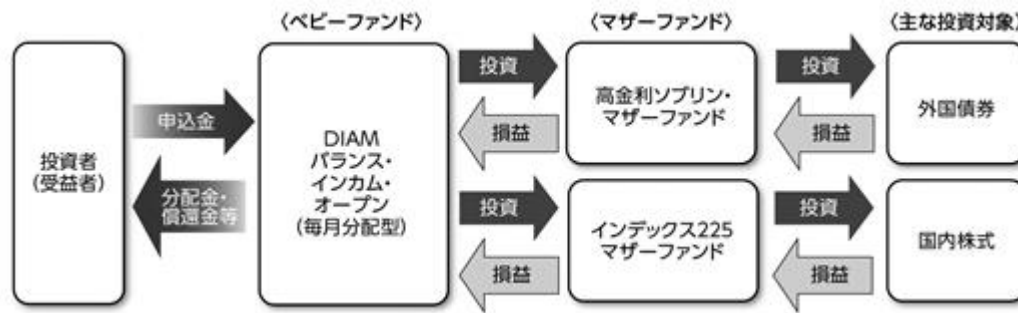 〈ベビーファンド〉
〈マザーファンド〉
〈主な投資対象〉
投資者
(受益者)
申込金
分配金・
償還金等
DIAM
バランス・
インカム・
オープン
(毎月分配型)
投資
損益
高金利ソブリン・
マザーファンド
投資
損益
外国債券
投資
損益
インデックス225
マザーファンド
投資
損益
国内株式